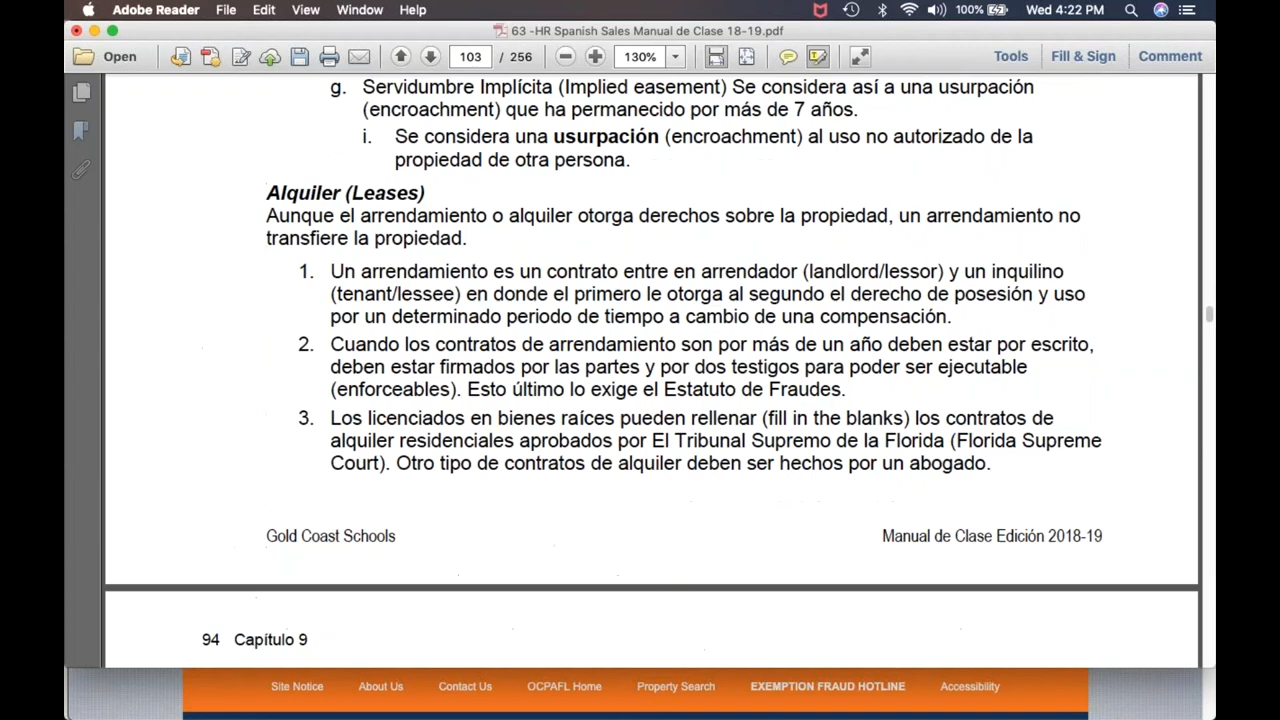 Adobe Reader File Edit View Window Help 100% Wed 4:22 PM
63 -HR Spanish Sales Manual de Clase 18-19.pdf
Open 103 / 256 130% Tools Fill & Sign Comment
g. Servidumbre Implícita (Implied easement) Se considera así a una usurpación
(encroachment) que ha permanecido por más de 7 años.
i. Se considera una usurpación (encroachment) al uso no autorizado de la
propiedad de otra persona.
Alquiler (Leases)
Aunque el arrendamiento o alquiler otorga derechos sobre la propiedad, un arrendamiento no
transfiere la propiedad.
1. Un arrendamiento es un contrato entre en arrendador (landlord/lessor) y un inquilino
(tenant/lessee) en donde el primero le otorga al segundo el derecho de posesión y uso
por un determinado periodo de tiempo a cambio de una compensación.
2. Cuando los contratos de arrendamiento son por más de un año deben estar por escrito,
deben estar firmados por las partes y por dos testigos para poder ser ejecutable
(enforceables). Esto último lo exige el Estatuto de Fraudes.
3. Los licenciados en bienes raíces pueden rellenar (fill in the blanks) los contratos de
alquiler residenciales aprobados por El Tribunal Supremo de la Florida (Florida Supreme
Court). Otro tipo de contratos de alquiler deben ser hechos por un abogado.
Gold Coast Schools Manual de Clase Edición 2018-19
94 Capítulo 9
Site Notice About Us Contact Us OCPAFL Home Property Search EXEMPTION FRAUD HOTLINE Accessibility